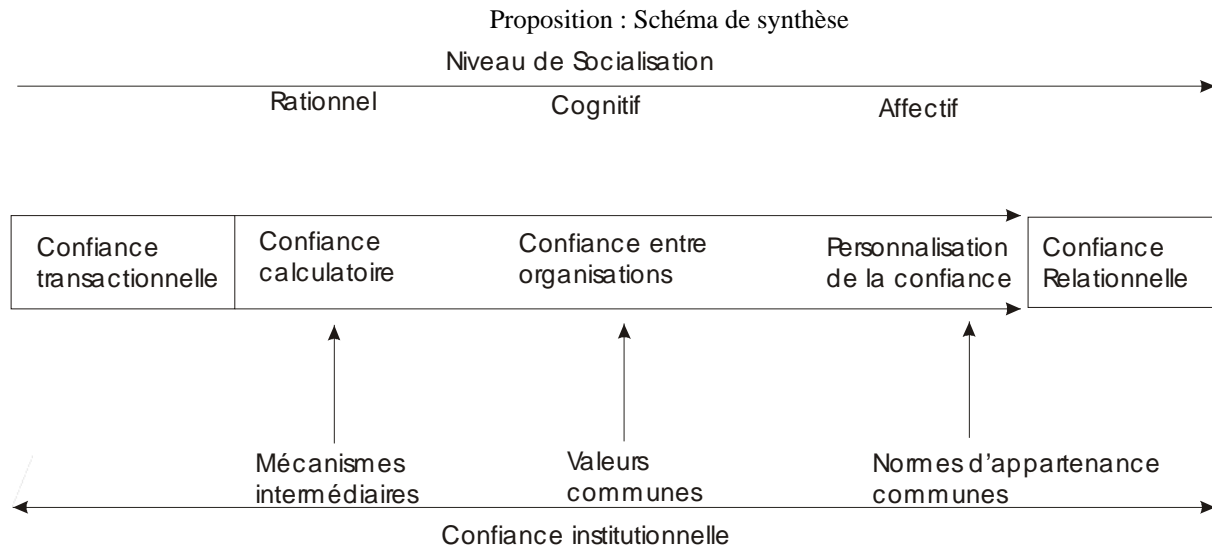 Proposition : Schéma de synthèse
Niveau de Socialisation
Rationnel
Cognitif
Affectif
Confiance
transactionnelle
Confiance
calculatoire
Confiance entre
organisations
Personnalisation
de la confiance
Confiance
Relationnelle
Mécanismes
intermédiaires
Valeurs
communes
Normes d'appartenance
communes
Confiance institutionnelle